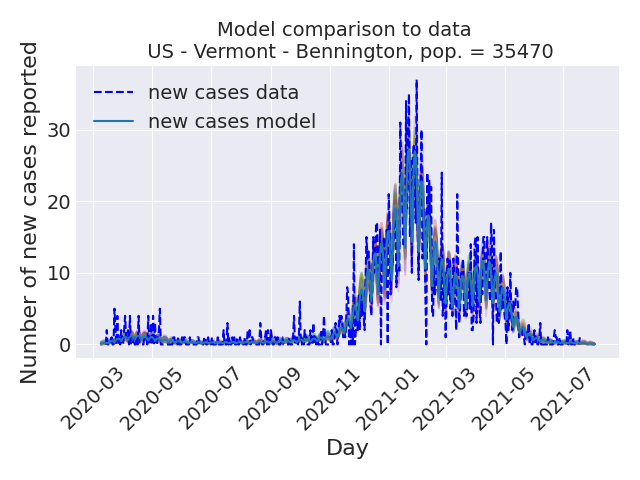 Model comparison to data
US - Vermont - Bennington, pop. = 35470
Number of new cases reported
new cases data
new cases model
30
20
10
0
2020-03
2020-05
2020-07
2020-09
2020-11
2021-01
2021-03
2021-05
2021-07
Day